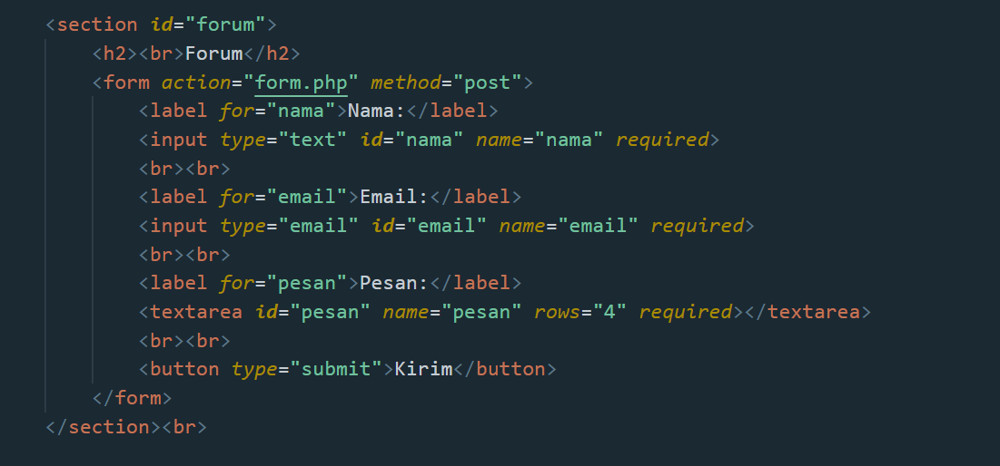 <section id="forum">
<h2><br>Forum</h2>
<form action="form.php" method="post">
<label for="nama">Nama:</label>
<input type="text" id="nama" name="nama" required>
<br><br>
<label for="email">Email:</label>
<input type="email" id="email" name="email" required>
<br><br>
<label for="pesan">Pesan:</label>
<textarea id="pesan" name="pesan" rows="4" required></textarea>
<br><br>
<button type="submit">Kirim</button>
</form>
</section><br>